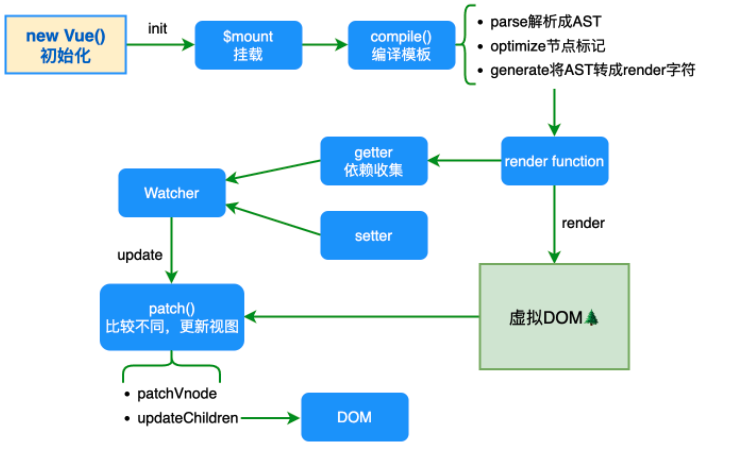 new Vue()
初始化
init
$mount
挂载
compile()
编译模板
• parse解析成AST
• optimize节点标记
• generate将AST转成render字符
getter
依赖收集
render function
Watcher
setter
render
update
patch()
比较不同，更新视图
虚拟DOM🌲
• patchVnode
• updateChildren
DOM